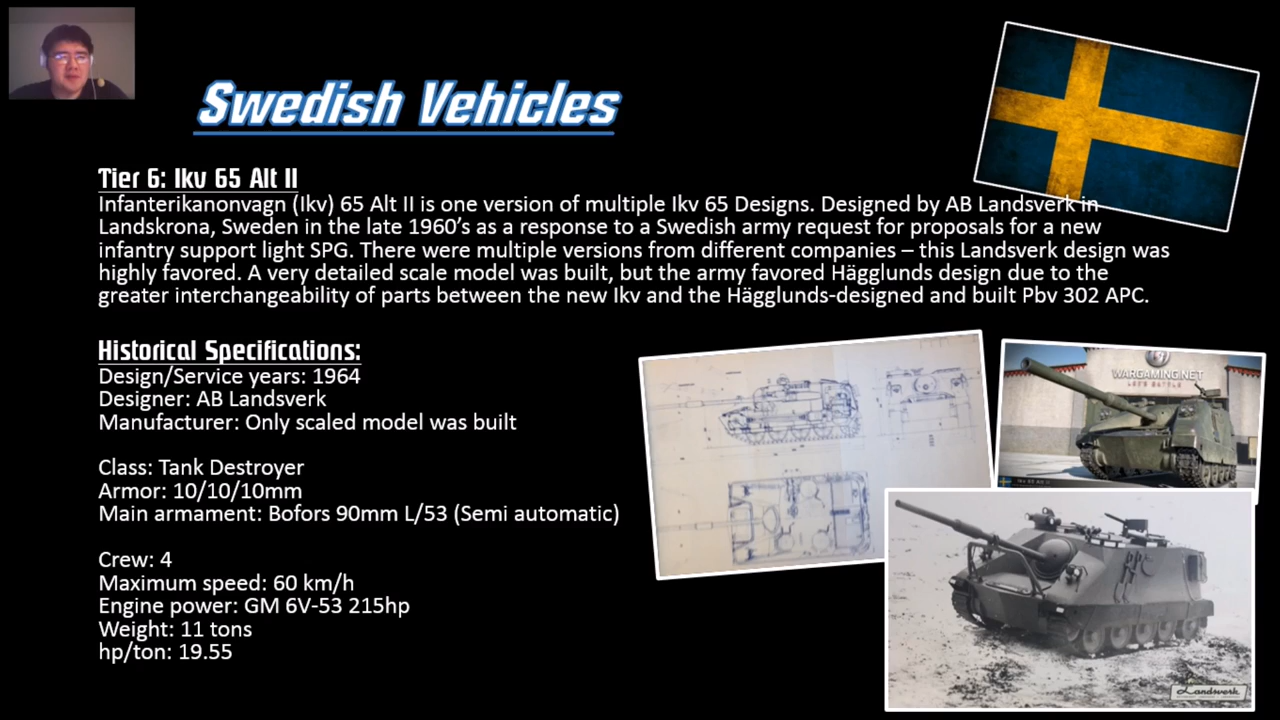 Swedish Vehicles
Tier 6: Ikv 65 Alt II
Infanterikanonvagn (Ikv) 65 Alt II is one version of multiple Ikv 65 Designs. Designed by AB Landsverk in
Landskrona, Sweden in the late 1960's as a response to a Swedish army request for proposals for a new
infantry support light SPG. There were multiple versions from different companies – this Landsverk design was
highly favored. A very detailed scale model was built, but the army favored Hägglunds design due to the
greater interchangeability of parts between the new Ikv and the Hägglunds-designed and built Pbv 302 APC.
Historical Specifications:
Design/Service years: 1964
Designer: AB Landsverk
Manufacturer: Only scaled model was built
Class: Tank Destroyer
Armor: 10/10/10mm
Main armament: Bofors 90mm L/53 (Semi automatic)
Crew: 4
Maximum speed: 60 km/h
Engine power: GM 6V-53 215hp
Weight: 11 tons
hp/ton: 19.55
WARGAMING.NET
LET'S BATTLE
IKV 65 ALT II
Landsverk